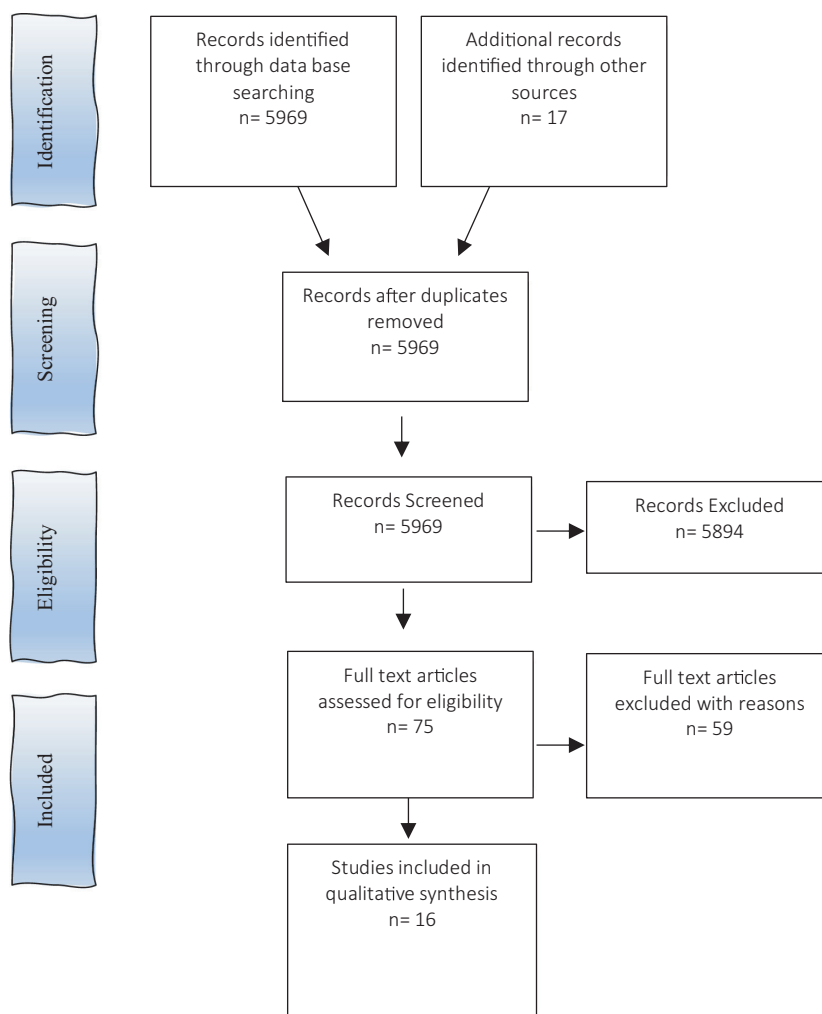 Identification
Records identified
through data base
searching
n= 5969
Additional records
identified through other
sources
n= 17
Screening
Records after duplicates
removed
n= 5969
Eligibility
Records Screened
n= 5969
Records Excluded
n= 5894
Full text articles
assessed for eligibility
n= 75
Full text articles
excluded with reasons
n= 59
Included
Studies included in
qualitative synthesis
n= 16